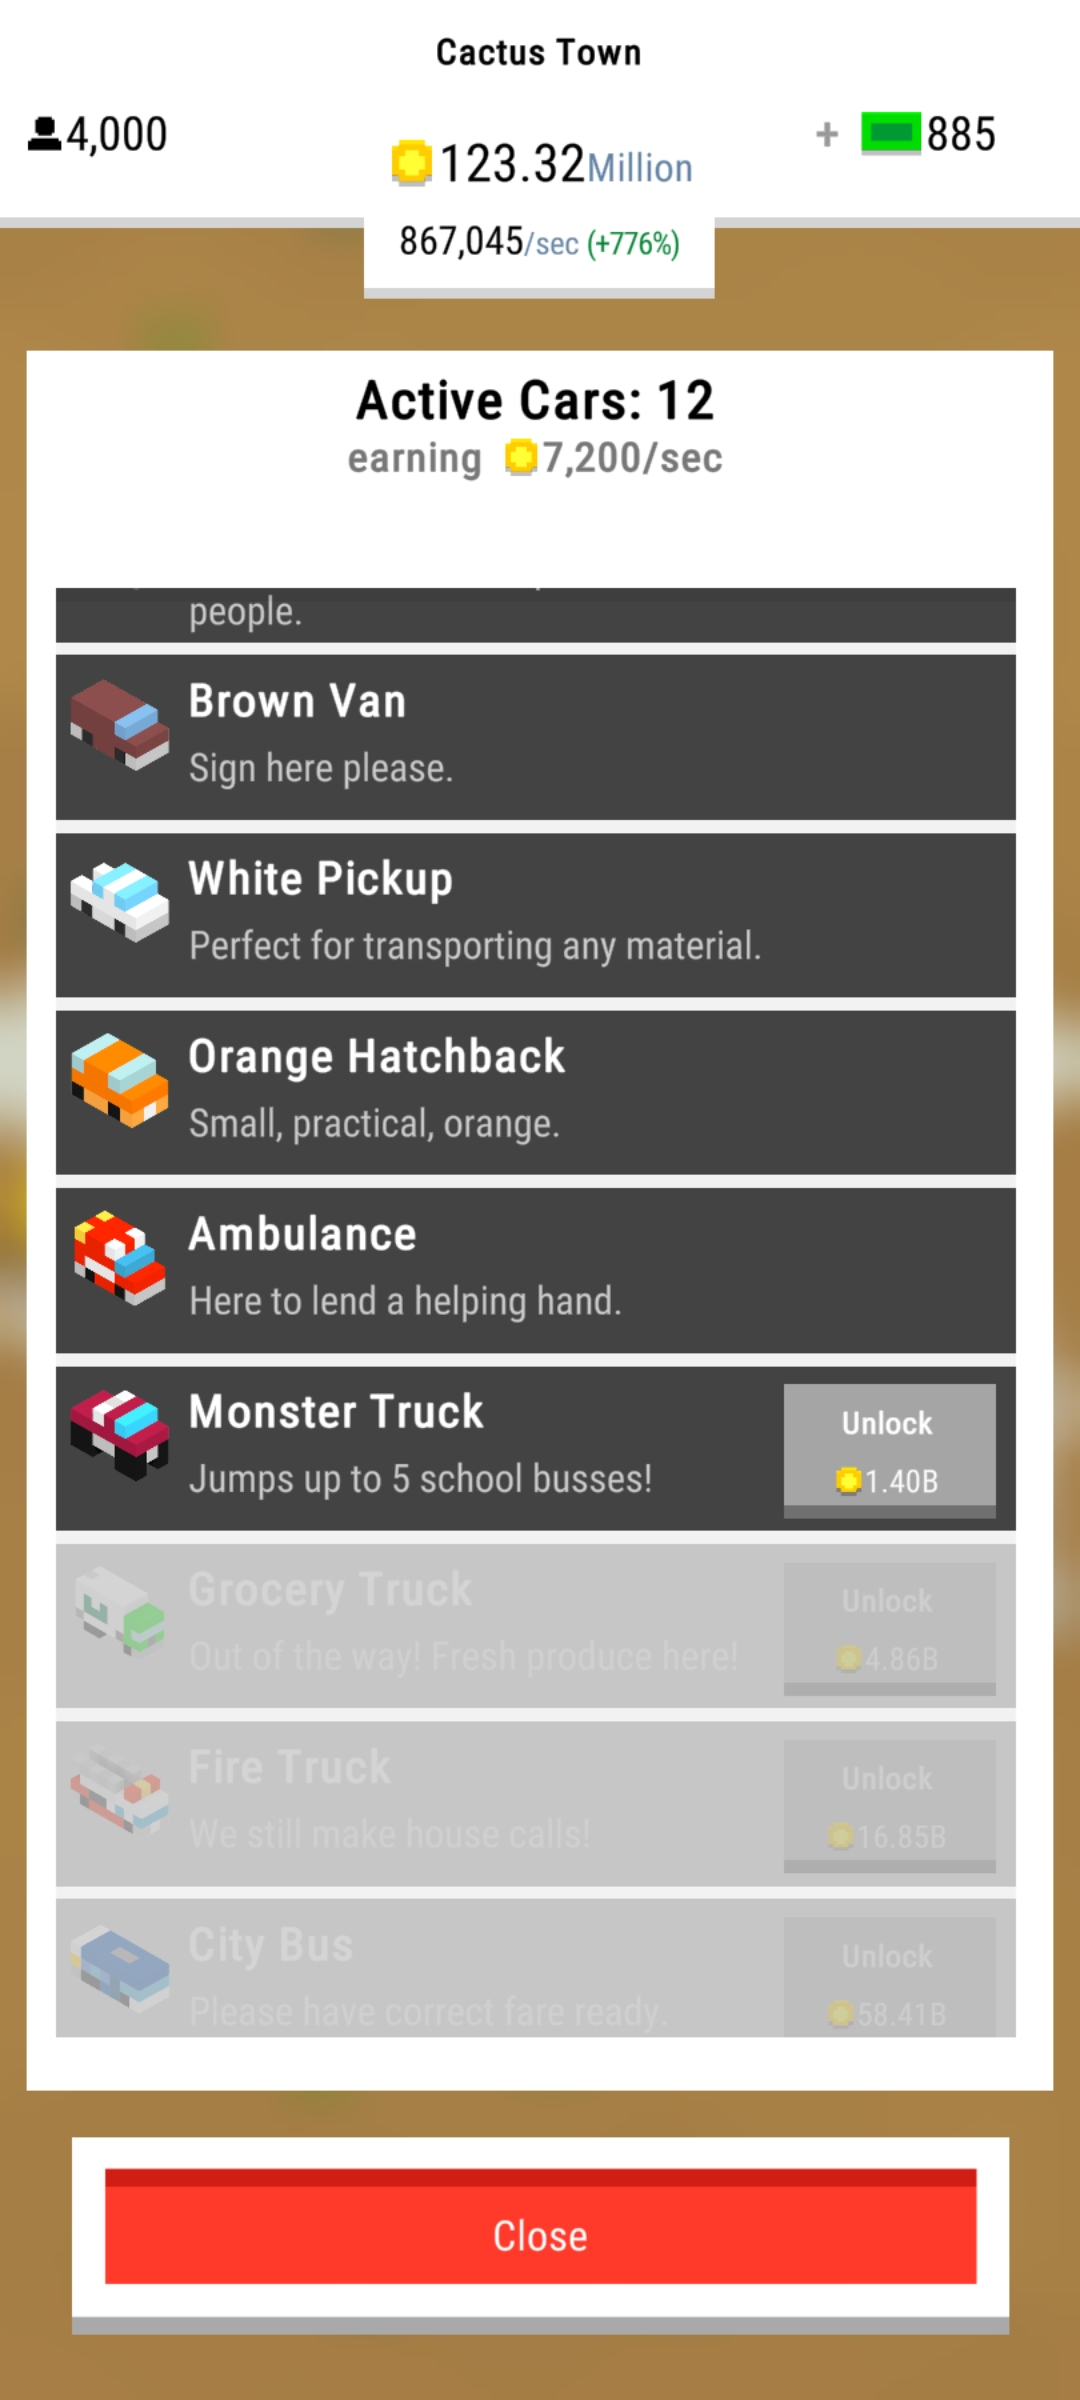 Cactus Town
4,000
123.32Million
+ 885
867,045/sec (+776%)
Active Cars: 12
earning 7,200/sec
people.
Brown Van
Sign here please.
White Pickup
Perfect for transporting any material.
Orange Hatchback
Small, practical, orange.
Ambulance
Here to lend a helping hand.
Monster Truck
Unlock
Jumps up to 5 school busses!
1.40B
Grocery Truck
Unlock
Out of the way! Fresh produce here!
4.86B
Fire Truck
Unlock
We still make house calls!
16.85B
City Bus
Unlock
Please have correct fare ready.
58.41B
Close